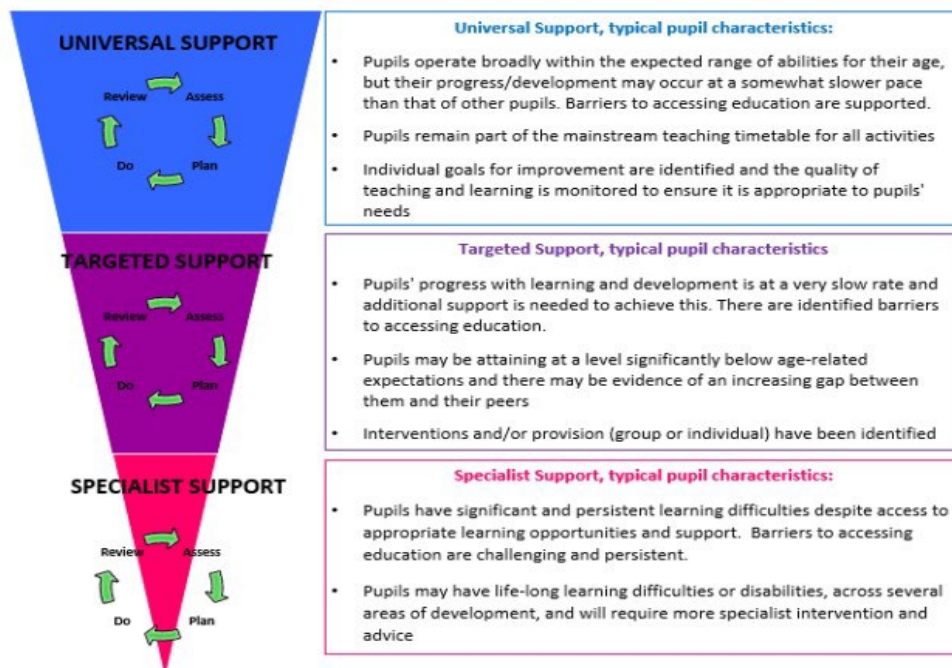 UNIVERSAL SUPPORT
Review
Assess
Do
Plan
Universal Support, typical pupil characteristics:
• Pupils operate broadly within the expected range of abilities for their age,
but their progress/development may occur at a somewhat slower pace
than that of other pupils. Barriers to accessing education are supported.
• Pupils remain part of the mainstream teaching timetable for all activities
• Individual goals for improvement are identified and the quality of
teaching and learning is monitored to ensure it is appropriate to pupils'
needs
TARGETED SUPPORT
Review
Assess
Do
Plan
Targeted Support, typical pupil characteristics
• Pupils' progress with learning and development is at a very slow rate and
additional support is needed to achieve this. There are identified barriers
to accessing education.
• Pupils may be attaining at a level significantly below age-related
expectations and there may be evidence of an increasing gap between
them and their peers
• Interventions and/or provision (group or individual) have been identified
SPECIALIST SUPPORT
Review
Assess
Do
Plan
Specialist Support, typical pupil characteristics:
• Pupils have significant and persistent learning difficulties despite access to
appropriate learning opportunities and support. Barriers to accessing
education are challenging and persistent.
• Pupils may have life-long learning difficulties or disabilities, across several
areas of development, and will require more specialist intervention and
advice